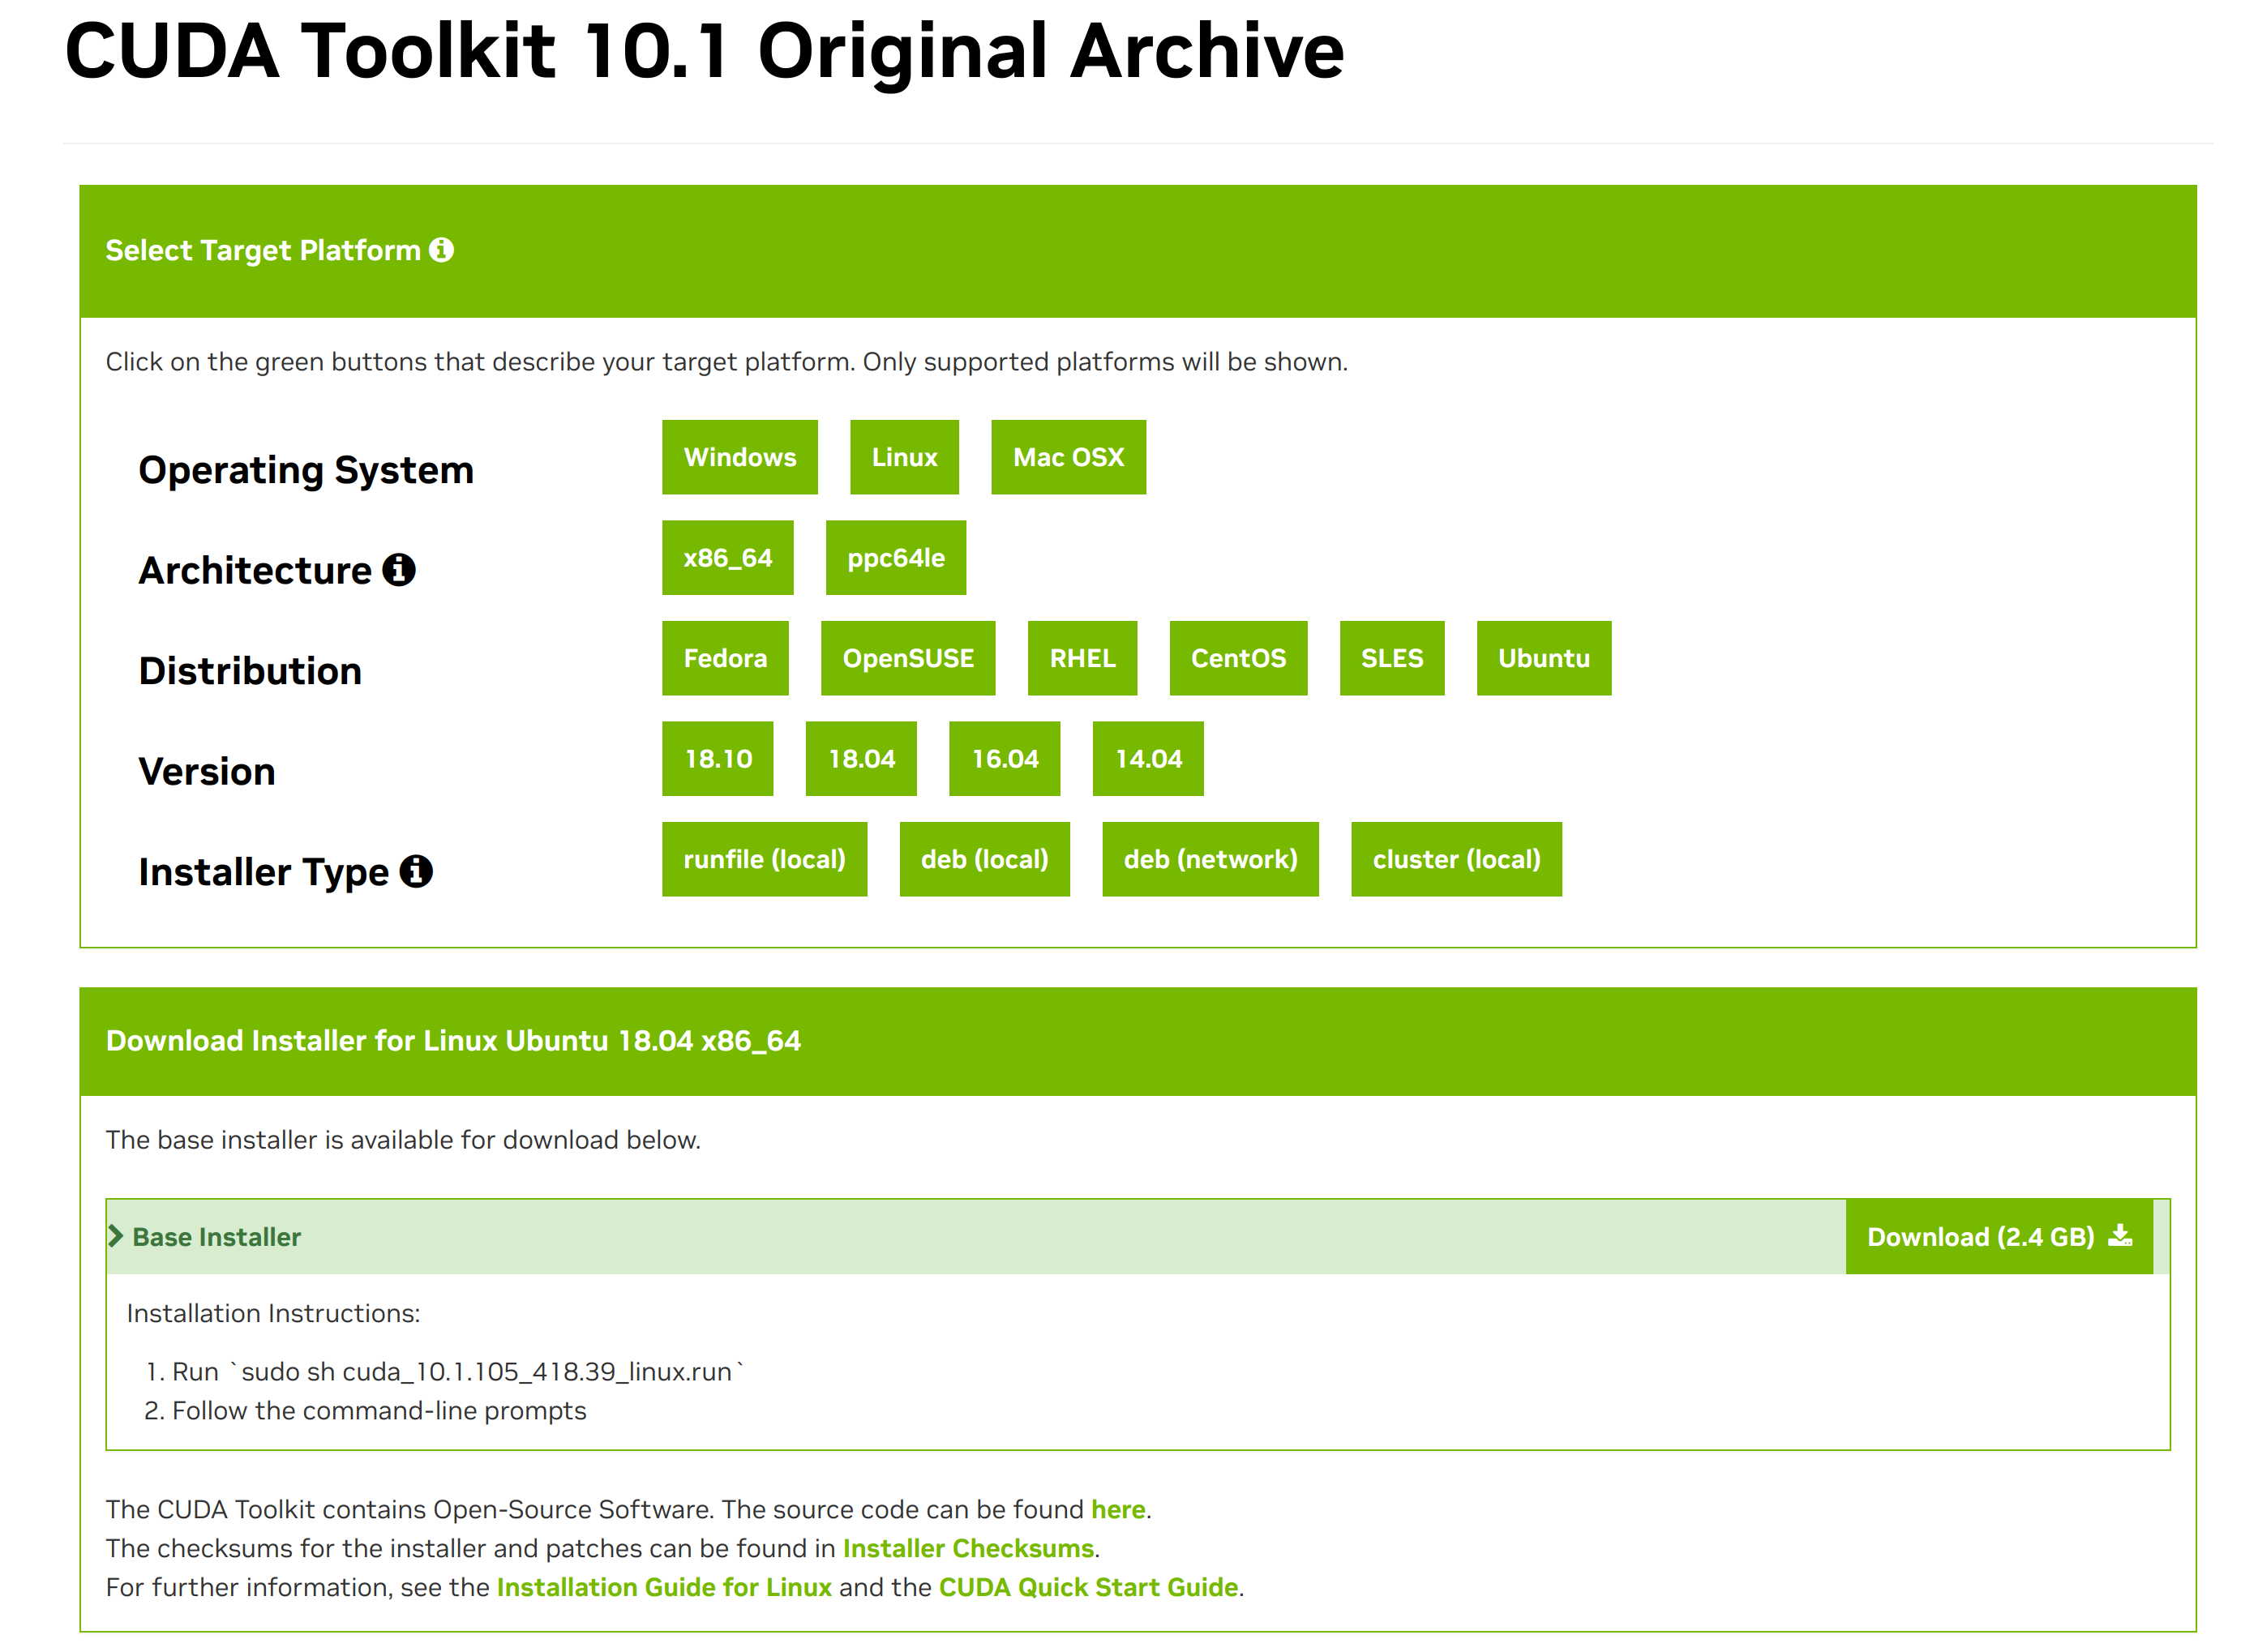 CUDA Toolkit 10.1 Original Archive
Select Target Platform
Click on the green buttons that describe your target platform. Only supported platforms will be shown.
Operating System Windows Linux Mac OSX
Architecture x86_64 ppc64le
Distribution Fedora OpenSUSE RHEL CentOS SLES Ubuntu
Version 18.10 18.04 16.04 14.04
Installer Type runfile (local) deb (local) deb (network) cluster (local)
Download Installer for Linux Ubuntu 18.04 x86_64
The base installer is available for download below.
Base Installer Download (2.4 GB)
Installation Instructions:
1. Run `sudo sh cuda_10.1.105_418.39_linux.run`
2. Follow the command-line prompts
The CUDA Toolkit contains Open-Source Software. The source code can be found here.
The checksums for the installer and patches can be found in Installer Checksums.
For further information, see the Installation Guide for Linux and the CUDA Quick Start Guide.